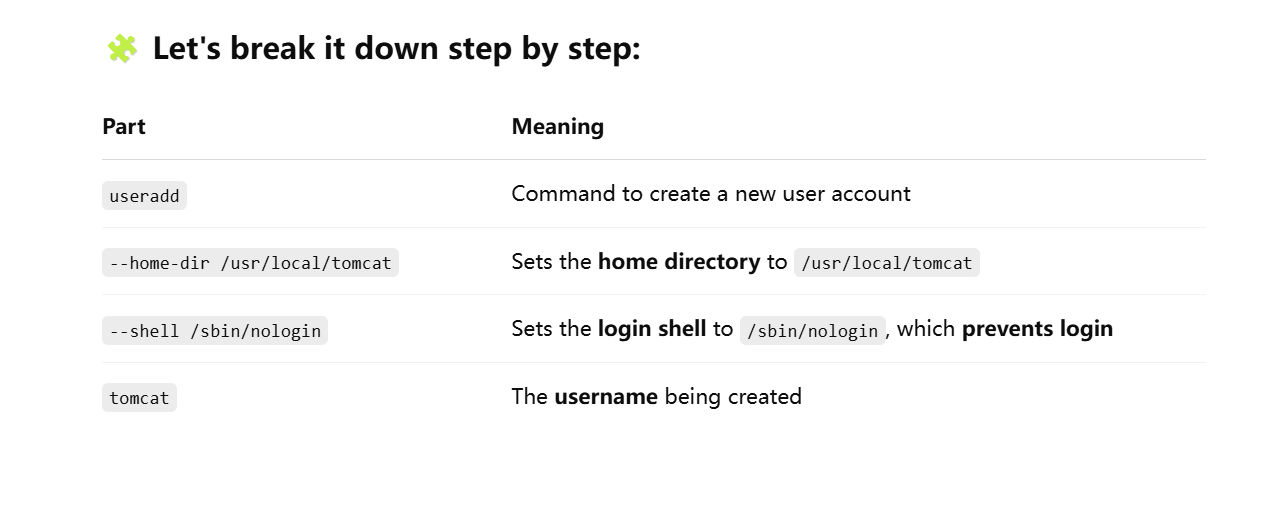 🧩 Let's break it down step by step:
Part Meaning
useradd Command to create a new user account
--home-dir /usr/local/tomcat Sets the home directory to /usr/local/tomcat
--shell /sbin/nologin Sets the login shell to /sbin/nologin, which prevents login
tomcat The username being created